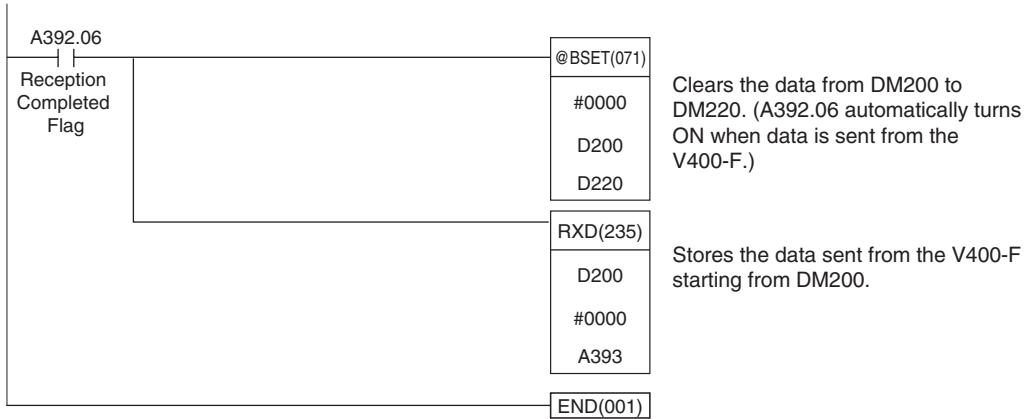 A392.06
Reception
Completed
Flag
@BSET(071)
#0000
D200
D220
Clears the data from DM200 to
DM220. (A392.06 automatically turns
ON when data is sent from the
V400-F.)
RXD(235)
D200
#0000
A393
Stores the data sent from the V400-F
starting from DM200.
END(001)